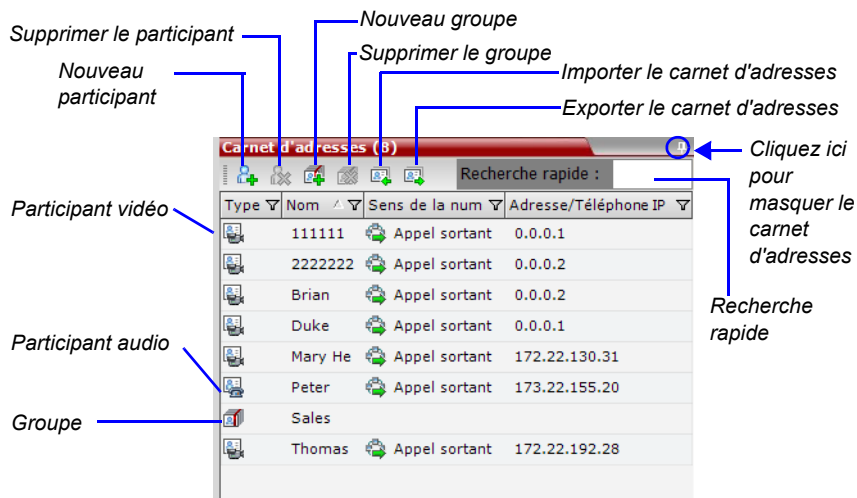 Nouveau groupe
Supprimer le participant
Supprimer le groupe
Nouveau
participant
Importer le carnet d'adresses
Exporter le carnet d'adresses
Carnet d'adresses (8)
Cliquez ici
pour
masquer le
carnet
d'adresses
Recherche rapide :
Type Nom Sens de la num Adresse/Téléphone IP
Participant vidéo
111111 Appel sortant 0.0.0.1
2222222 Appel sortant 0.0.0.2
Brian Appel sortant 0.0.0.2
Recherche
rapide
Duke Appel sortant 0.0.0.1
Participant audio
Mary He Appel sortant 172.22.130.31
Peter Appel sortant 173.22.155.20
Groupe
Sales
Thomas Appel sortant 172.22.192.28